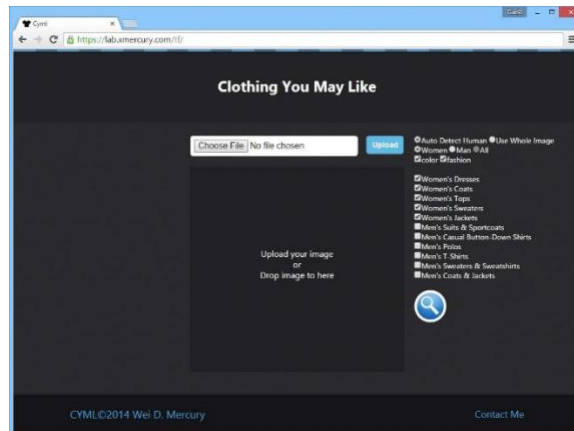 Cyml
Guest
https://lab.xmercury.com/tf/
Clothing You May Like
Choose File No file chosen
Upload
Auto Detect Human Use Whole Image
Women Man All
color fashion
Women's Dresses
Women's Coats
Women's Tops
Women's Sweaters
Women's Jackets
Men's Suits & Sportcoats
Men's Casual Button-Down Shirts
Men's Polos
Men's T-Shirts
Men's Sweaters & Sweatshirts
Men's Coats & Jackets
Upload your image
or
Drop image to here
CYML©2014 Wei D. Mercury
Contact Me